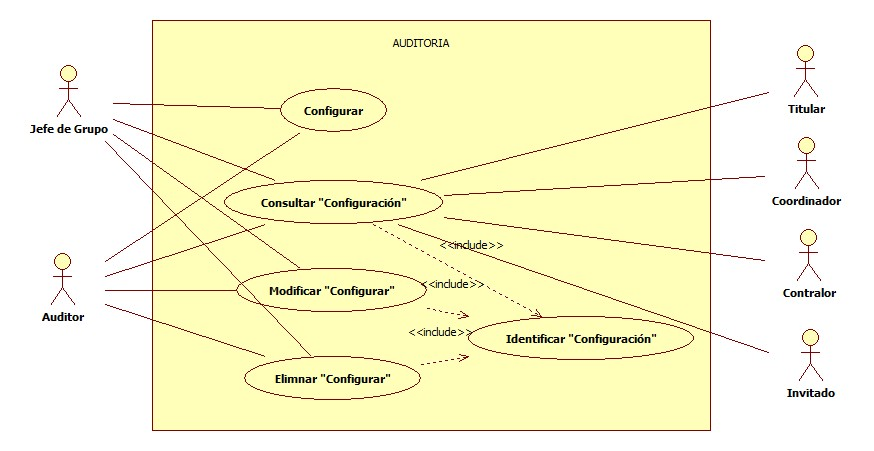 AUDITORIA
Titular
Configurar
Jefe de Grupo
Consultar "Configuración"
Coordinador
<<include>>
<<include>>
Modificar "Configurar"
Contralor
Auditor
<<include>>
Identificar "Configuración"
Elimnar "Configurar"
Invitado